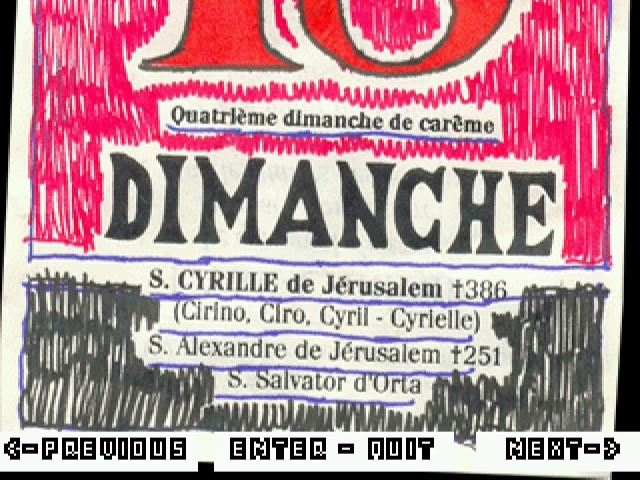 18
Quatrième dimanche de carême
DIMANCHE
S. CYRILLE de Jérusalem †386
(Cirino, Ciro, Cyril - Cyrielle)
S. Alexandre de Jérusalem †251
S. Salvator d'Orta
<-PREVIOUS ENTER - QUIT NEXT->